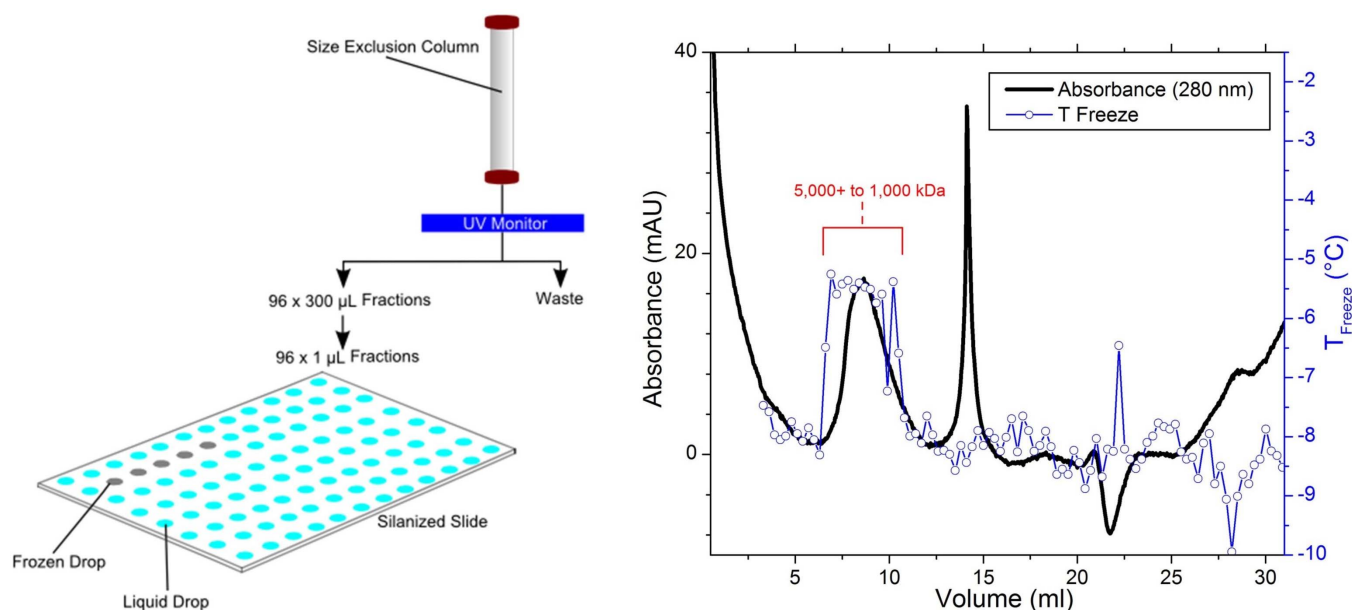 Size Exclusion Column
UV Monitor
96 x 300 µL Fractions
Waste
96 x 1 µL Fractions
Silanized Slide
Frozen Drop
Liquid Drop
Absorbance (280 nm)
T Freeze
5,000+ to 1,000 kDa
Absorbance (mAU)
40
20
0
T Freeze (°C)
-2
-3
-4
-5
-6
-7
-8
-9
-10
5
10
15
20
25
30
Volume (ml)